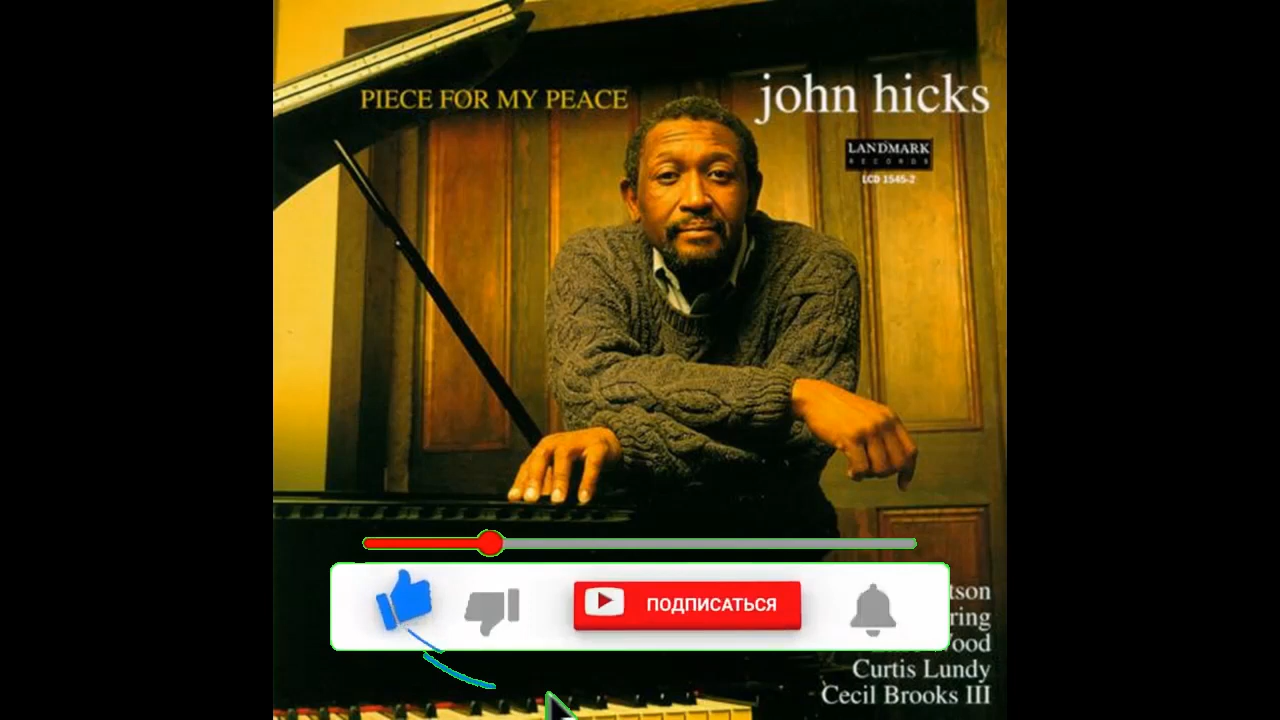 PIECE FOR MY PEACE
john hicks
LANDMARK
RECORDS
LCD 1545-2
ПОДПИСАТЬСЯ
Curtis Lundy
Cecil Brooks III